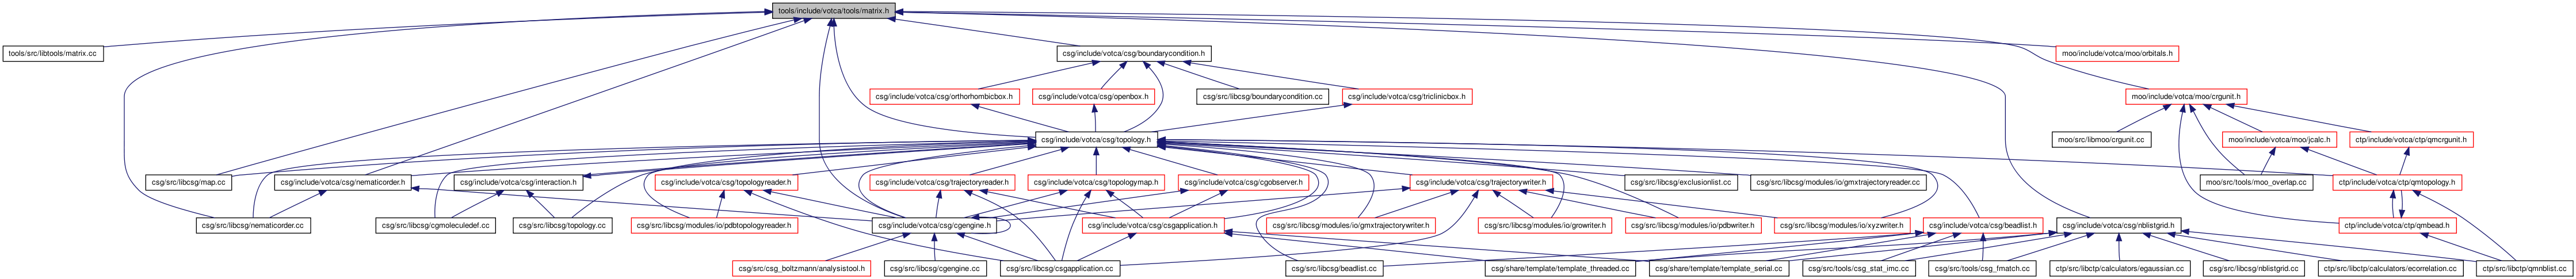 tools/include/votca/tools/matrix.h
tools/src/libtools/matrix.cc
csg/include/votca/csg/boundarycondition.h
moo/include/votca/moo/orbitals.h
csg/include/votca/csg/orthorhombicbox.h
csg/include/votca/csg/openbox.h
csg/src/libcsg/boundarycondition.cc
csg/include/votca/csg/triclinicbox.h
moo/include/votca/moo/crgunit.h
csg/include/votca/csg/topology.h
moo/src/libmoo/crgunit.cc
moo/include/votca/moo/jcalc.h
ctp/include/votca/ctp/qmcrgunit.h
csg/src/libcsg/map.cc
csg/include/votca/csg/nematicorder.h
csg/include/votca/csg/interaction.h
csg/include/votca/csg/topologyreader.h
csg/include/votca/csg/trajectoryreader.h
csg/include/votca/csg/topologymap.h
csg/include/votca/csg/cgobserver.h
csg/include/votca/csg/trajectorywriter.h
csg/src/libcsg/exclusionlist.cc
csg/src/libcsg/modules/io/gmxtrajectoryreader.cc
moo/src/tools/moo_overlap.cc
ctp/include/votca/ctp/qmtopology.h
csg/src/libcsg/nematicorder.cc
csg/src/libcsg/cgmoleculedef.cc
csg/src/libcsg/topology.cc
csg/src/libcsg/modules/io/pdbtopologyreader.h
csg/include/votca/csg/cgengine.h
csg/include/votca/csg/csgapplication.h
csg/src/libcsg/modules/io/gmxtrajectorywriter.h
csg/src/libcsg/modules/io/growriter.h
csg/src/libcsg/modules/io/pdbwriter.h
csg/src/libcsg/modules/io/xyzwriter.h
csg/include/votca/csg/beadlist.h
csg/include/votca/ctp/nblistgrid.h
ctp/include/votca/ctp/qmbead.h
csg/src/csg_boltzmann/analysistool.h
csg/src/libcsg/cgengine.cc
csg/src/libcsg/csgapplication.cc
csg/src/libcsg/beadlist.cc
csg/share/template/template_threaded.cc
csg/share/template/template_serial.cc
csg/src/tools/csg_stat_imc.cc
csg/src/tools/csg_fmatch.cc
ctp/src/libctp/calculators/egaussian.cc
csg/src/libcsg/nblistgrid.cc
ctp/src/libctp/calculators/ecorrelation.cc
ctp/src/libctp/qmnblist.cc